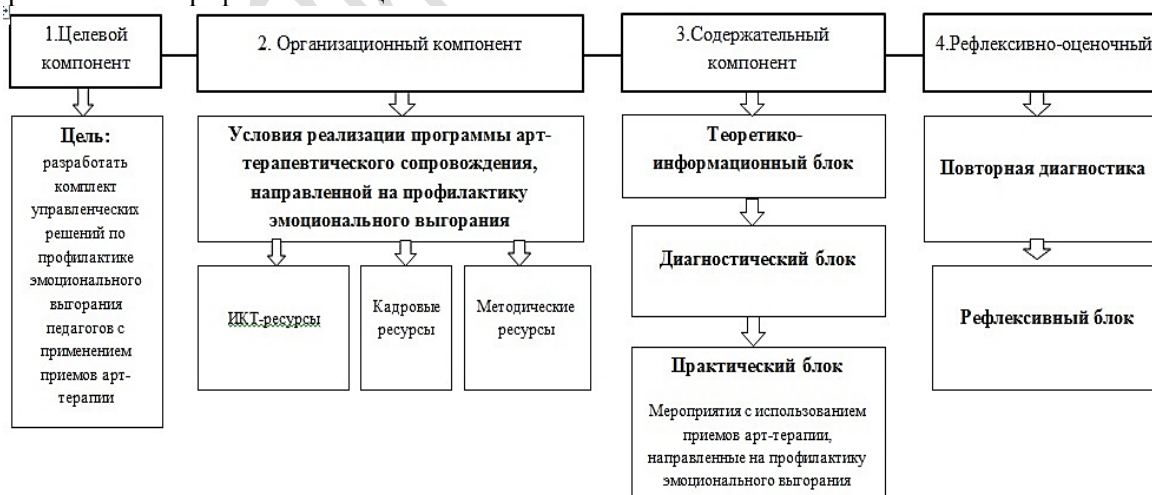 1.Целевой
компонент
2. Организационный компонент
3.Содержательный
компонент
4.Рефлексивно-оценочный
Цель:
разработать
комплект
управленческих
решений по
профилактике
эмоционального
выгорания
педагогов с
применением
приемов арт-
терапии
Условия реализации программы арт-
терапевтического сопровождения,
направленной на профилактику
эмоционального выгорания
ИКТ-ресурсы
Кадровые
ресурсы
Методические
ресурсы
Теоретико-
информационный блок
Диагностический блок
Практический блок
Мероприятия с использованием
приемов арт-терапии,
направленные на профилактику
эмоционального выгорания
Повторная диагностика
Рефлексивный блок